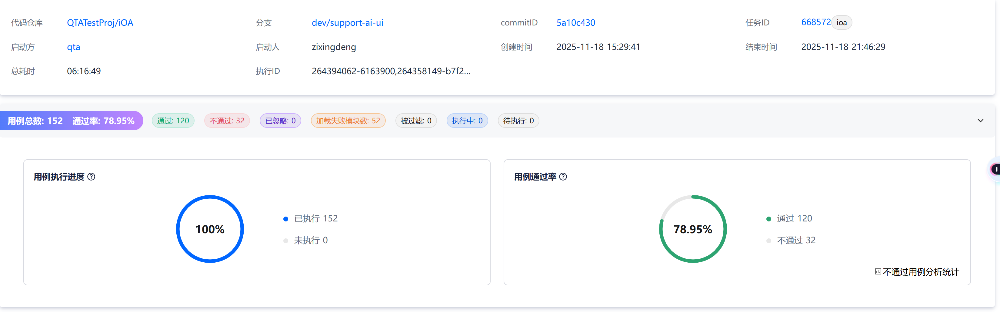 代码仓库 QTATestProj/iOA 分支 dev/support-ai-ui commitID 5a10c430 任务ID 668572 ioa
启动方 qta 启动人 zixingdeng 创建时间 2025-11-18 15:29:41 结束时间 2025-11-18 21:46:29
总耗时 06:16:49 执行ID 264394062-6163900,264358149-b7f2...
用例总数: 152 通过率: 78.95% 通过: 120 不通过: 32 已忽略: 0 加载失败模块数: 52 被过滤: 0 执行中: 0 待执行: 0
用例执行进度
100%
已执行 152
未执行 0
用例通过率
78.95%
通过 120
不通过 32
不通过用例分析统计